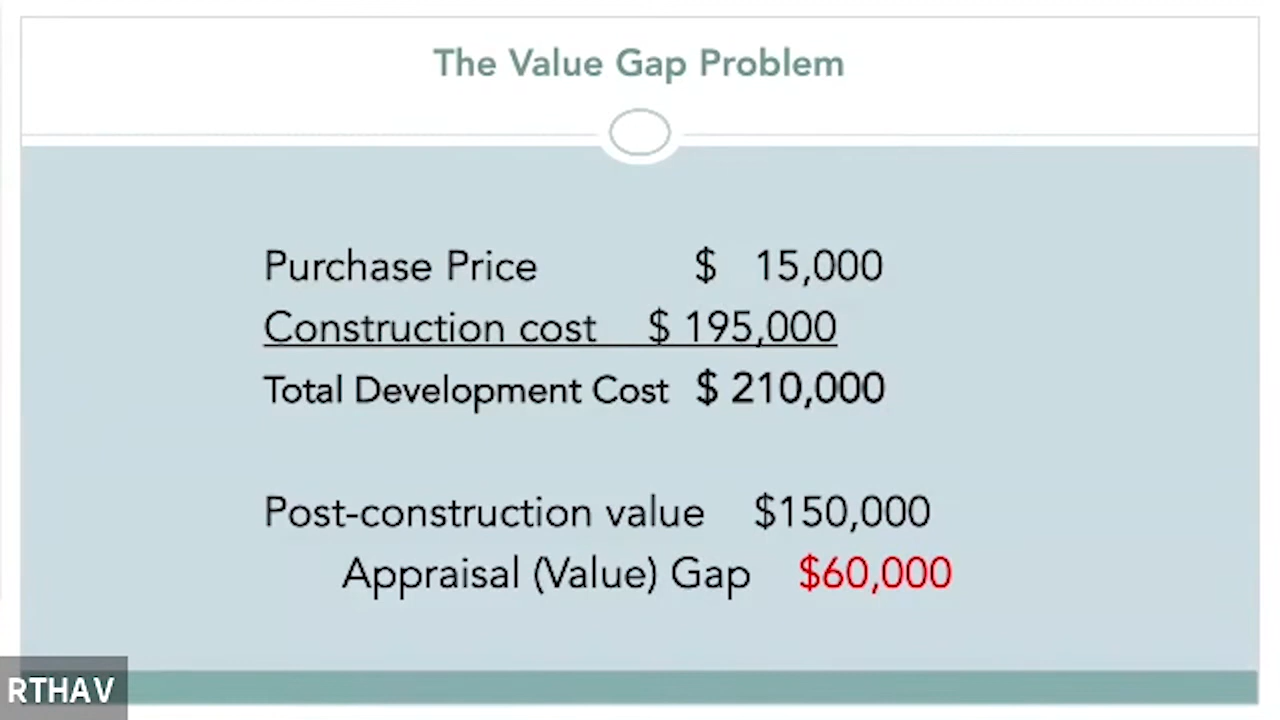 The Value Gap Problem
Purchase Price $ 15,000
Construction cost $ 195,000
Total Development Cost $ 210,000
Post-construction value $150,000
Appraisal (Value) Gap $60,000
RTHAV